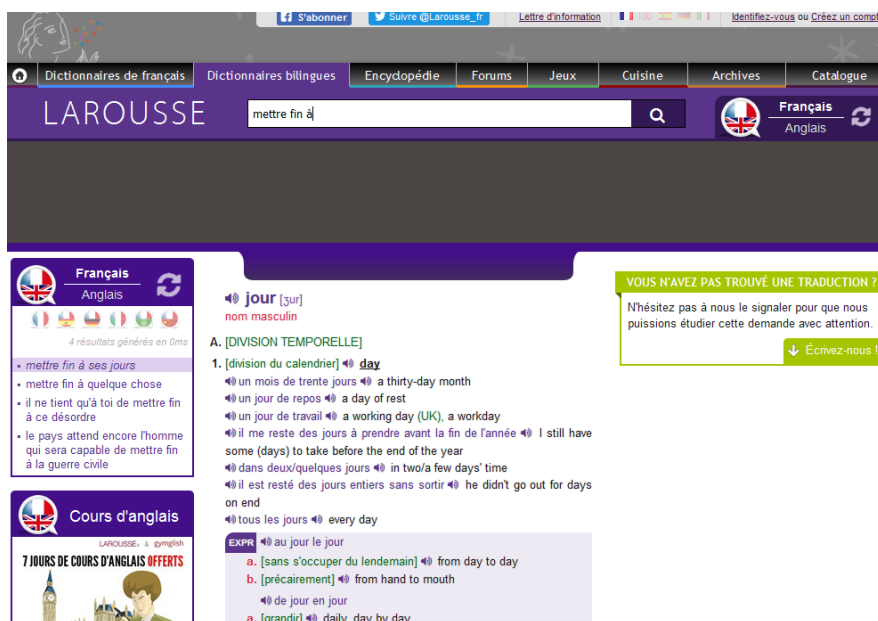 S'abonner Suivre @Larousse_fr Lettre d'information Identifiez-vous ou Créez un compt
Dictionnaires de français Dictionnaires bilingues Encyclopédie Forums Jeux Cuisine Archives Catalogue
LAROUSSE
mettre fin à
Français
Anglais
Français
Anglais
4 résultats générés en 0ms
▪ mettre fin à ses jours
▪ mettre fin à quelque chose
▪ il ne tient qu'à toi de mettre fin
à ce désordre
▪ le pays attend encore l'homme
qui sera capable de mettre fin
à la guerre civile
Cours d'anglais
LAROUSSE. & gymglish
7 JOURS DE COURS D'ANGLAIS OFFERTS
jour [ʒur]
nom masculin
A. [DIVISION TEMPORELLE]
1. [division du calendrier] day
un mois de trente jours a thirty-day month
un jour de repos a day of rest
un jour de travail a working day (UK), a workday
il me reste des jours à prendre avant la fin de l'année I still have
some (days) to take before the end of the year
dans deux/quelques jours in two/a few days' time
il est resté des jours entiers sans sortir he didn't go out for days
on end
tous les jours every day
EXPR au jour le jour
a. [sans s'occuper du lendemain] from day to day
b. [précairement] from hand to mouth
de jour en jour
a. [grandir] daily, day by day
VOUS N'AVEZ PAS TROUVÉ UNE TRADUCTION ?
N'hésitez pas à nous le signaler pour que nous
puissions étudier cette demande avec attention.
Écrivez-nous !